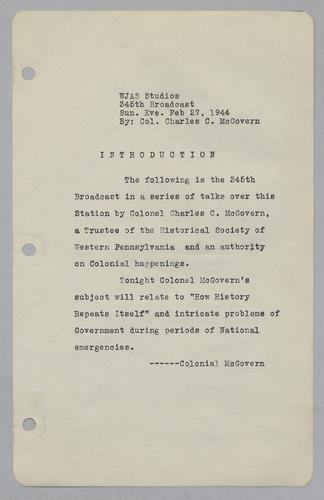 WJAS Studios
345th Broadcast
Sun. Eve. Feb 27, 1944
By: Col. Charles C. McGovern
I N T R O D U C T I O N
The following is the 345th
Broadcast in a series of talks over this
Station by Colonel Charles C. McGovern,
a Trustee of the Historical Society of
Western Pennsylvania and an authority
on Colonial happenings.
Tonight Colonel McGovern's
subject will relate to "How History
Repeats Itself" and intricate problems of
Government during periods of National
emergencies.
------Colonial McGovern